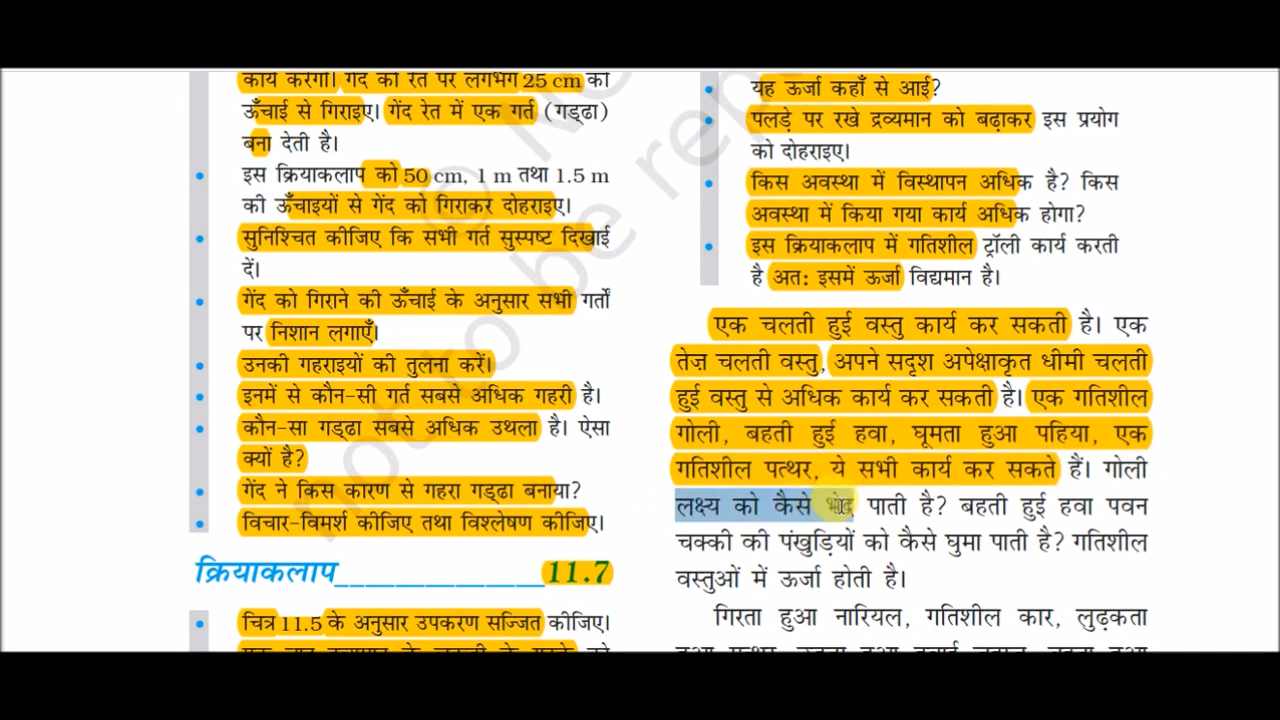 कार्य करेगी। गेंद को रेत पर लगभग 25 cm की
ऊँचाई से गिराइए। गेंद रेत में एक गर्त (गड्ढा)
बना देती है।
• इस क्रियाकलाप को 50 cm, 1 m तथा 1.5 m
की ऊँचाइयों से गेंद को गिराकर दोहराइए।
• सुनिश्चित कीजिए कि सभी गर्त सुस्पष्ट दिखाई
दें।
• गेंद को गिराने की ऊँचाई के अनुसार सभी गर्तों
पर निशान लगाएँ।
• उनकी गहराइयों की तुलना करें।
• इनमें से कौन-सी गर्त सबसे अधिक गहरी है।
• कौन-सा गड्ढा सबसे अधिक उथला है। ऐसा
क्यों है?
• गेंद ने किस कारण से गहरा गड्ढा बनाया?
• विचार-विमर्श कीजिए तथा विश्लेषण कीजिए।
क्रियाकलाप______________11.7
• चित्र 11.5 के अनुसार उपकरण सज्जित कीजिए।
• यह ऊर्जा कहाँ से आई?
• पलड़े पर रखे द्रव्यमान को बढ़ाकर इस प्रयोग
को दोहराइए।
• किस अवस्था में विस्थापन अधिक है? किस
अवस्था में किया गया कार्य अधिक होगा?
• इस क्रियाकलाप में गतिशील ट्रॉली कार्य करती
है अत: इसमें ऊर्जा विद्यमान है।
एक चलती हुई वस्तु कार्य कर सकती है। एक
तेज़ चलती वस्तु, अपने सदृश अपेक्षाकृत धीमी चलती
हुई वस्तु से अधिक कार्य कर सकती है। एक गतिशील
गोली, बहती हुई हवा, घूमता हुआ पहिया, एक
गतिशील पत्थर, ये सभी कार्य कर सकते हैं। गोली
लक्ष्य को कैसे पाती है? बहती हुई हवा पवन
चक्की की पंखुड़ियों को कैसे घुमा पाती है? गतिशील
वस्तुओं में ऊर्जा होती है।
गिरता हुआ नारियल, गतिशील कार, लुढ़कता
not to be repu